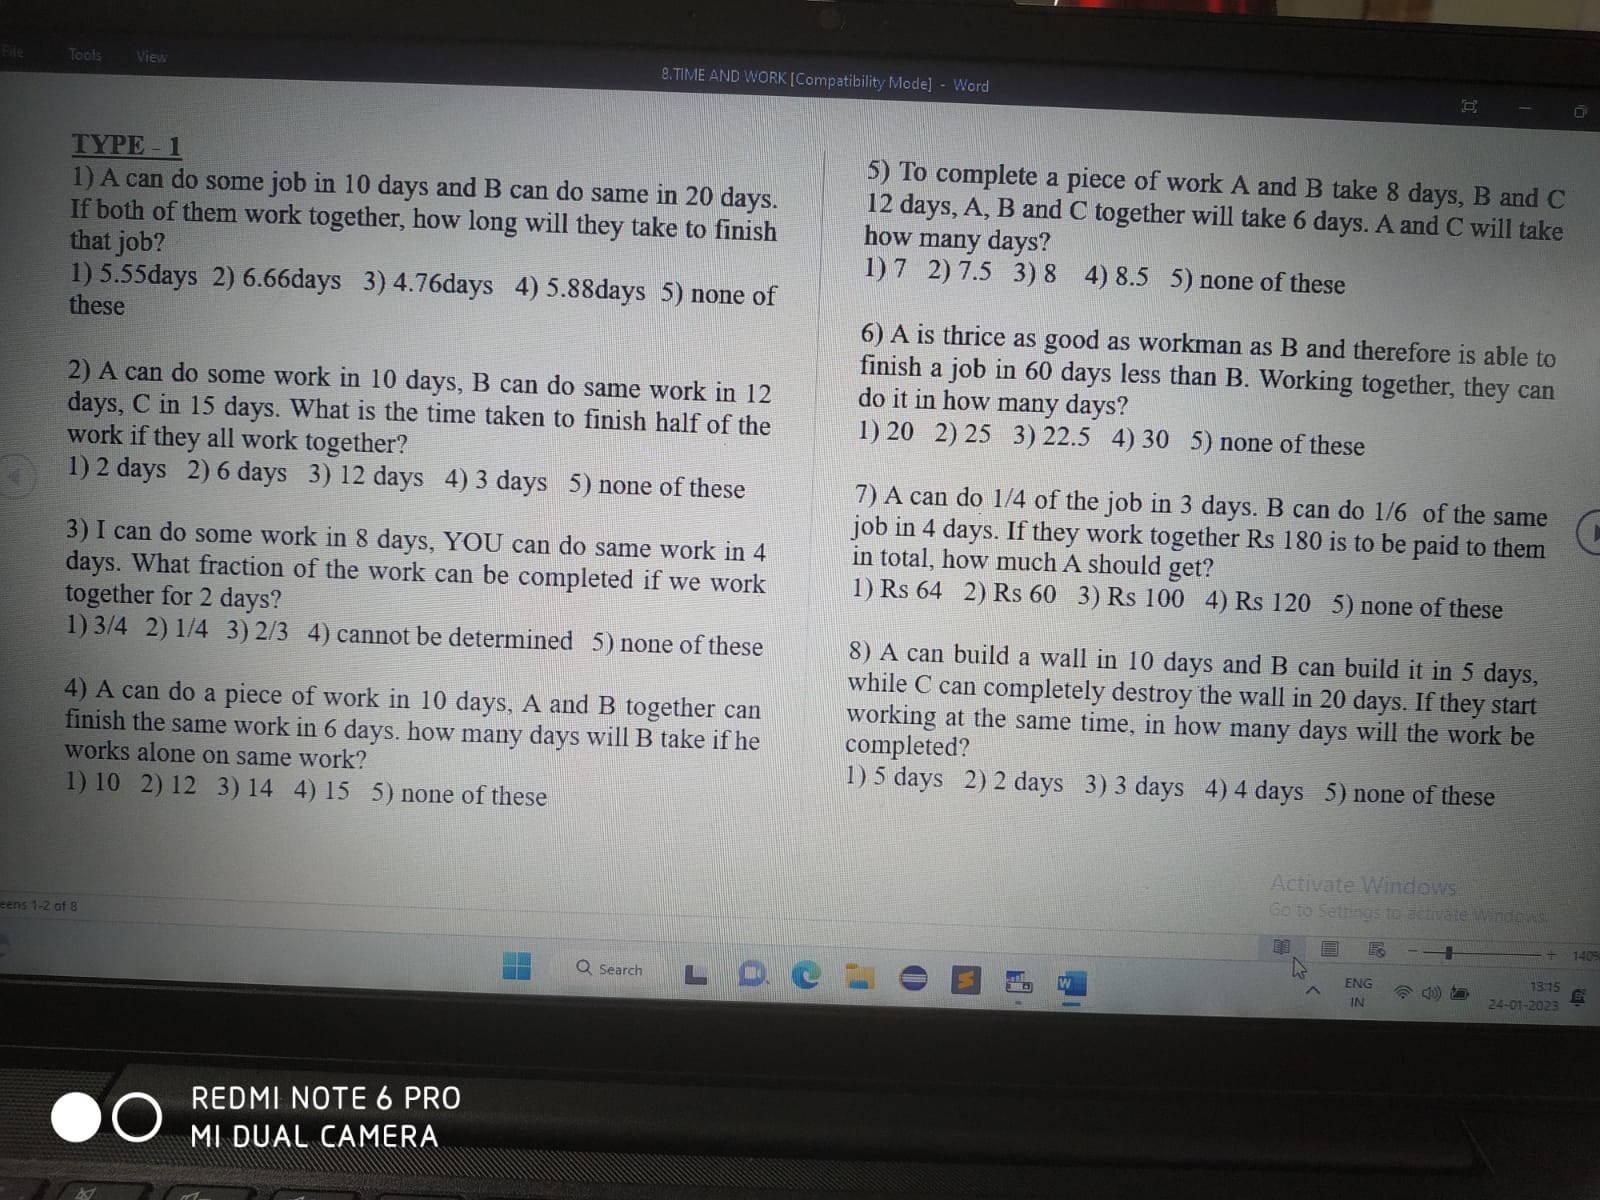 File Tools View
8.TIME AND WORK [Compatibility Mode] - Word
TYPE - 1
1) A can do some job in 10 days and B can do same in 20 days.
If both of them work together, how long will they take to finish
that job?
1) 5.55days 2) 6.66days 3) 4.76days 4) 5.88days 5) none of
these
2) A can do some work in 10 days, B can do same work in 12
days, C in 15 days. What is the time taken to finish half of the
work if they all work together?
1) 2 days 2) 6 days 3) 12 days 4) 3 days 5) none of these
3) I can do some work in 8 days, YOU can do same work in 4
days. What fraction of the work can be completed if we work
together for 2 days?
1) 3/4 2) 1/4 3) 2/3 4) cannot be determined 5) none of these
4) A can do a piece of work in 10 days, A and B together can
finish the same work in 6 days. how many days will B take if he
works alone on same work?
1) 10 2) 12 3) 14 4) 15 5) none of these
5) To complete a piece of work A and B take 8 days, B and C
12 days, A, B and C together will take 6 days. A and C will take
how many days?
1) 7 2) 7.5 3) 8 4) 8.5 5) none of these
6) A is thrice as good as workman as B and therefore is able to
finish a job in 60 days less than B. Working together, they can
do it in how many days?
1) 20 2) 25 3) 22.5 4) 30 5) none of these
7) A can do 1/4 of the job in 3 days. B can do 1/6 of the same
job in 4 days. If they work together Rs 180 is to be paid to them
in total, how much A should get?
1) Rs 64 2) Rs 60 3) Rs 100 4) Rs 120 5) none of these
8) A can build a wall in 10 days and B can build it in 5 days,
while C can completely destroy the wall in 20 days. If they start
working at the same time, in how many days will the work be
completed?
1) 5 days 2) 2 days 3) 3 days 4) 4 days 5) none of these
Activate Windows
Go to Settings to activate Windows.
eens 1-2 of 8
140%
Search
ENG
IN
13:15
24-01-2023
REDMI NOTE 6 PRO
MI DUAL CAMERA